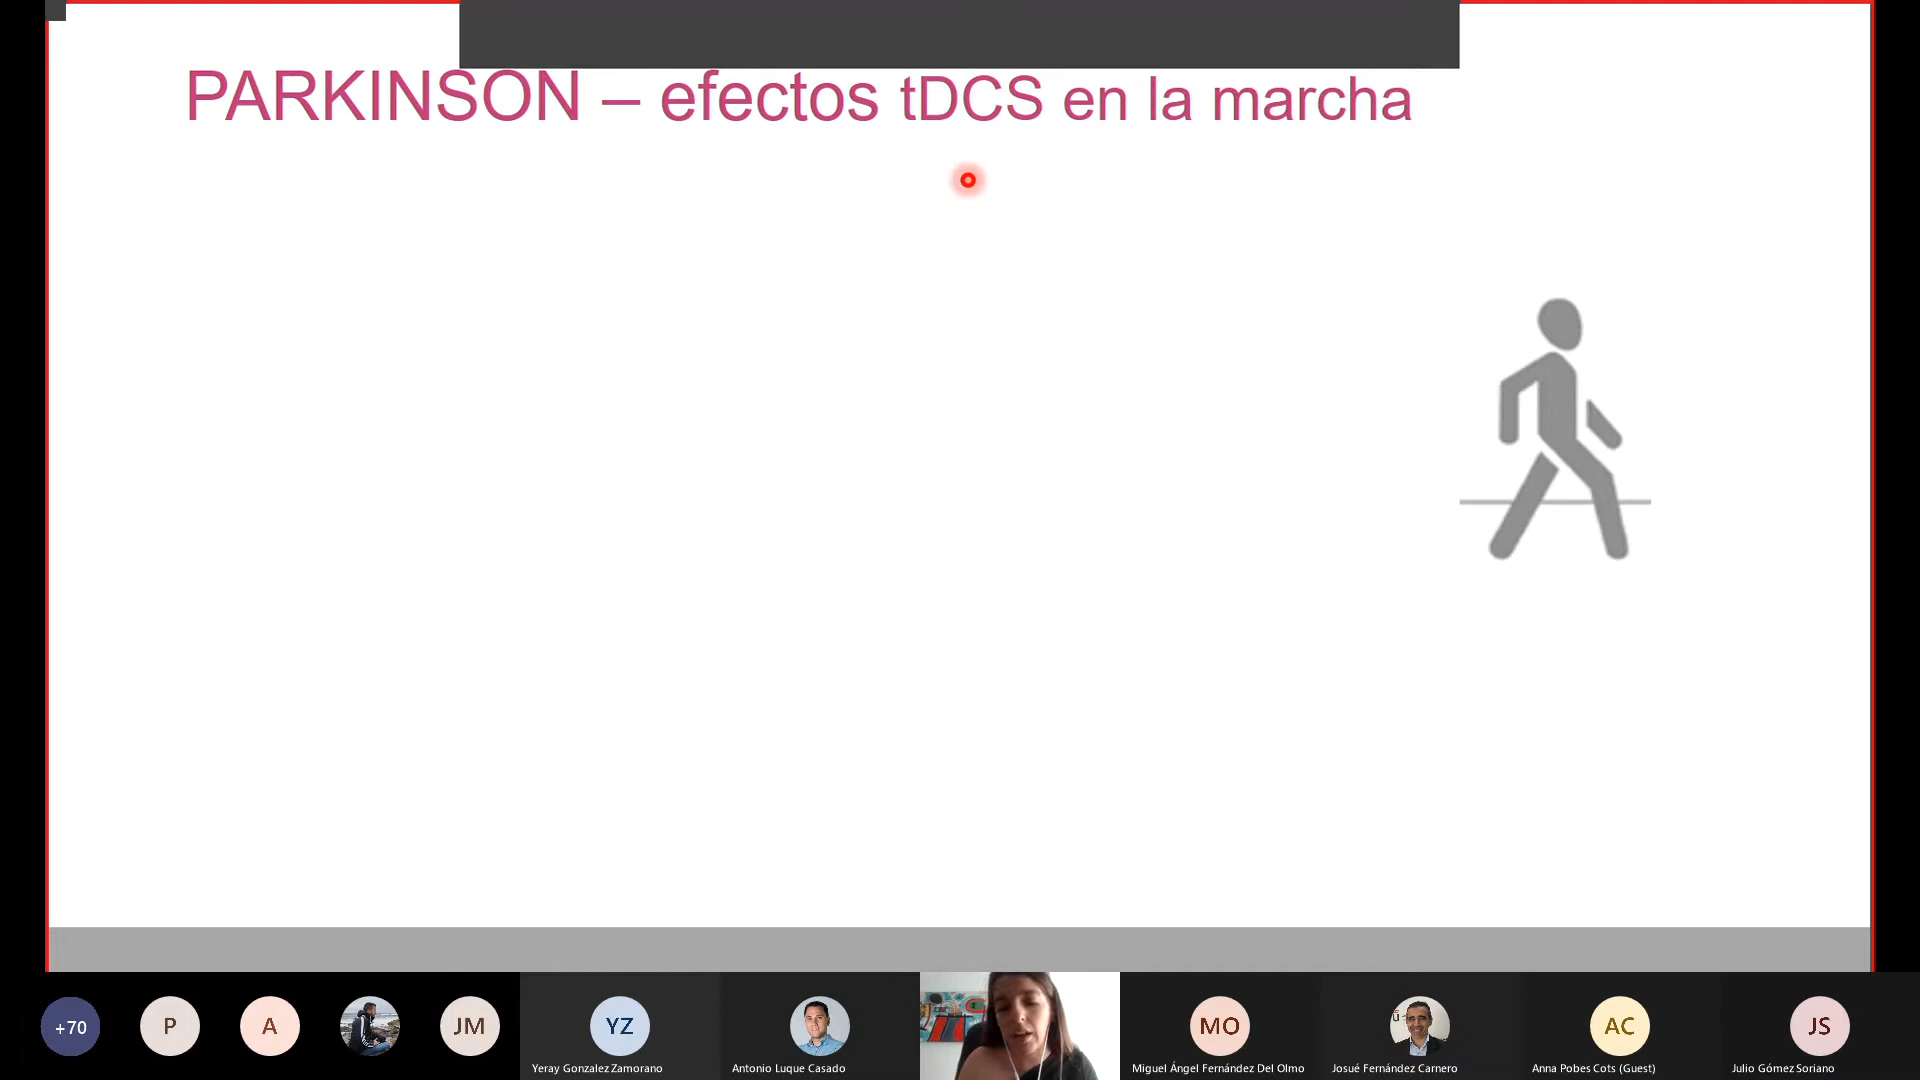 PARKINSON – efectos tDCS en la marcha
+70
P
A
JM
YZ
MO
AC
JS
Yeray Gonzalez Zamorano
Antonio Luque Casado
Miguel Ángel Fernández Del Olmo
Josué Fernández Carnero
Anna Pobes Cots (Guest)
Julio Gómez Soriano